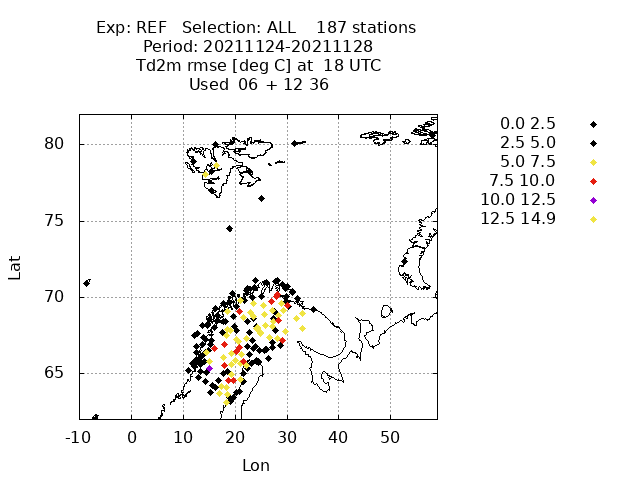 Exp: REF   Selection: ALL    187 stations
Period: 20211124-20211128
Td2m rmse [deg C] at  18 UTC
Used  06 + 12 36
0.0 2.5
2.5 5.0
5.0 7.5
7.5 10.0
10.0 12.5
12.5 14.9
80
75
70
65
Lat
-10 0 10 20 30 40 50
Lon